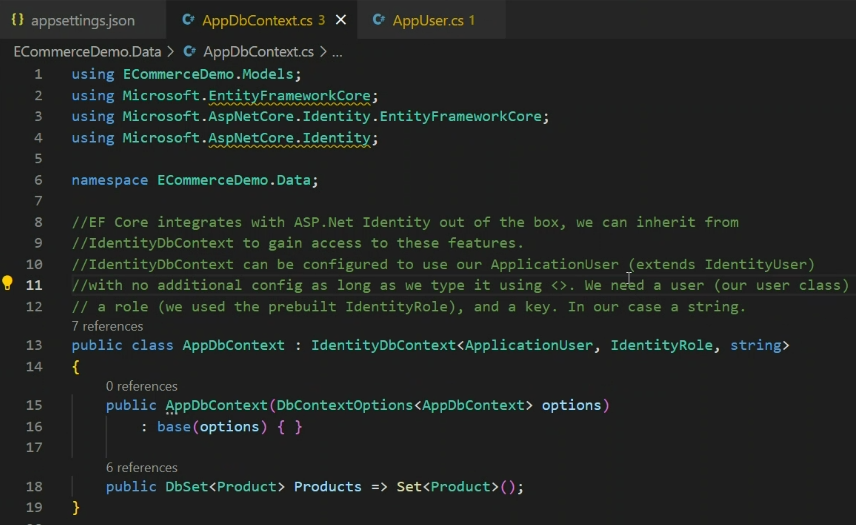 {} appsettings.json
C# AppDbContext.cs 3 ×
C# AppUser.cs 1
ECommerceDemo.Data > C# AppDbContext.cs > ...
1 using ECommerceDemo.Models;
2 using Microsoft.EntityFrameworkCore;
3 using Microsoft.AspNetCore.Identity.EntityFrameworkCore;
4 using Microsoft.AspNetCore.Identity;
5
6 namespace ECommerceDemo.Data;
7
8 //EF Core integrates with ASP.Net Identity out of the box, we can inherit from
9 //IdentityDbContext to gain access to these features.
10 //IdentityDbContext can be configured to use our ApplicationUser (extends IdentityUser)
11 //with no additional config as long as we type it using <>. We need a user (our user class)
12 // a role (we used the prebuilt IdentityRole), and a key. In our case a string.
7 references
13 public class AppDbContext : IdentityDbContext<ApplicationUser, IdentityRole, string>
14 {
0 references
15 public AppDbContext(DbContextOptions<AppDbContext> options)
16 : base(options) { }
17
6 references
18 public DbSet<Product> Products => Set<Product>();
19 }